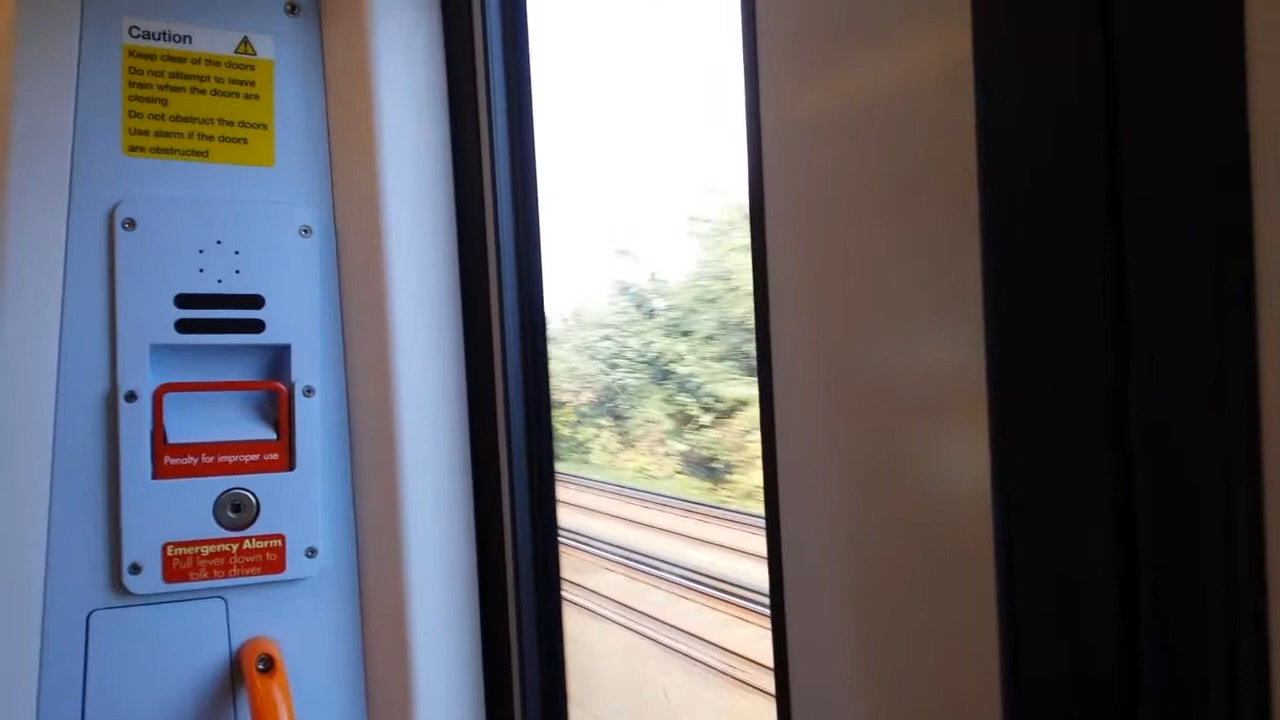 Caution
Keep clear of the doors
Do not attempt to leave
train when the doors are
closing
Do not obstruct the doors
Use alarm if the doors
are obstructed
Penalty for improper use
Emergency Alarm
Pull lever down to
talk to driver